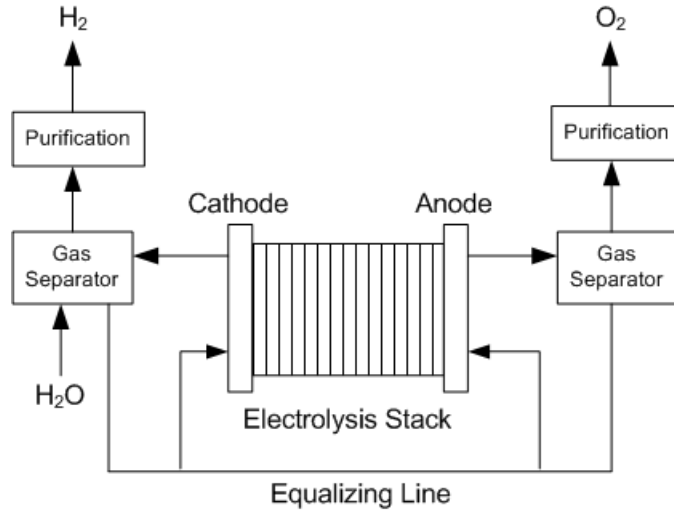 H₂
O₂
Purification
Purification
Cathode
Anode
Gas
Separator
Gas
Separator
H₂O
Electrolysis Stack
Equalizing Line